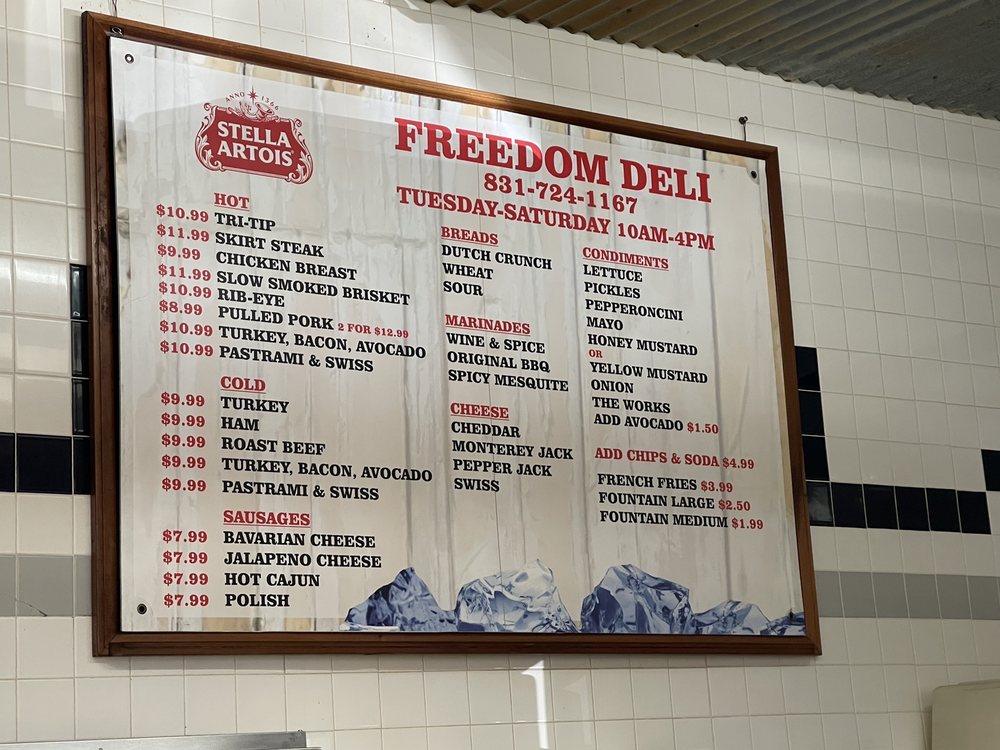 ANNO 1366
STELLA
ARTOIS
FREEDOM DELI
831-724-1167
TUESDAY-SATURDAY 10AM-4PM
HOT
$10.99 TRI-TIP
$11.99 SKIRT STEAK
$9.99 CHICKEN BREAST
$11.99 SLOW SMOKED BRISKET
$10.99 RIB-EYE
$8.99 PULLED PORK 2 FOR $12.99
$10.99 TURKEY, BACON, AVOCADO
$10.99 PASTRAMI & SWISS
COLD
$9.99 TURKEY
$9.99 HAM
$9.99 ROAST BEEF
$9.99 TURKEY, BACON, AVOCADO
$9.99 PASTRAMI & SWISS
SAUSAGES
$7.99 BAVARIAN CHEESE
$7.99 JALAPENO CHEESE
$7.99 HOT CAJUN
$7.99 POLISH
BREADS
DUTCH CRUNCH
WHEAT
SOUR
MARINADES
WINE & SPICE
ORIGINAL BBQ
SPICY MESQUITE
CHEESE
CHEDDAR
MONTEREY JACK
PEPPER JACK
SWISS
CONDIMENTS
LETTUCE
PICKLES
PEPPERONCINI
MAYO
HONEY MUSTARD
OR
YELLOW MUSTARD
ONION
THE WORKS
ADD AVOCADO $1.50
ADD CHIPS & SODA $4.99
FRENCH FRIES $3.99
FOUNTAIN LARGE $2.50
FOUNTAIN MEDIUM $1.99